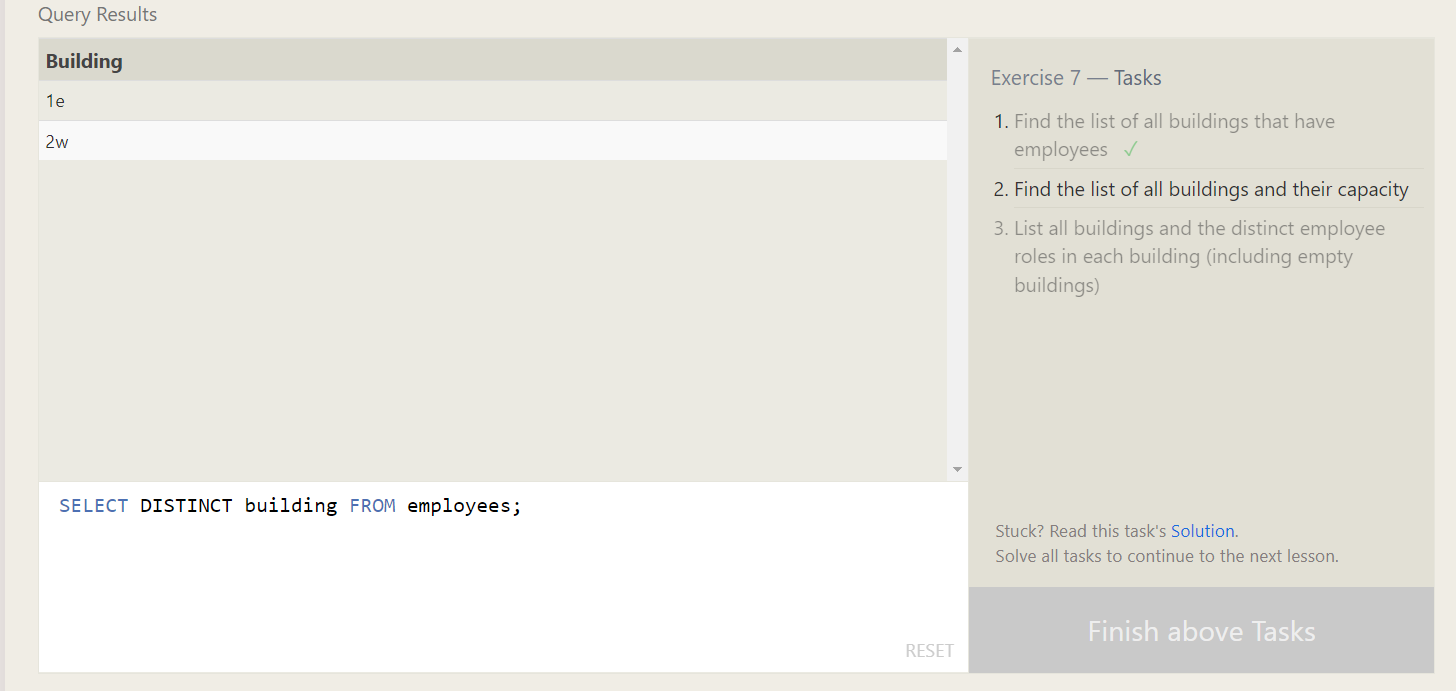 Query Results
Building
1e
2w
SELECT DISTINCT building FROM employees;
RESET
Exercise 7 — Tasks
1. Find the list of all buildings that have
employees ✓
2. Find the list of all buildings and their capacity
3. List all buildings and the distinct employee
roles in each building (including empty
buildings)
Stuck? Read this task's Solution.
Solve all tasks to continue to the next lesson.
Finish above Tasks